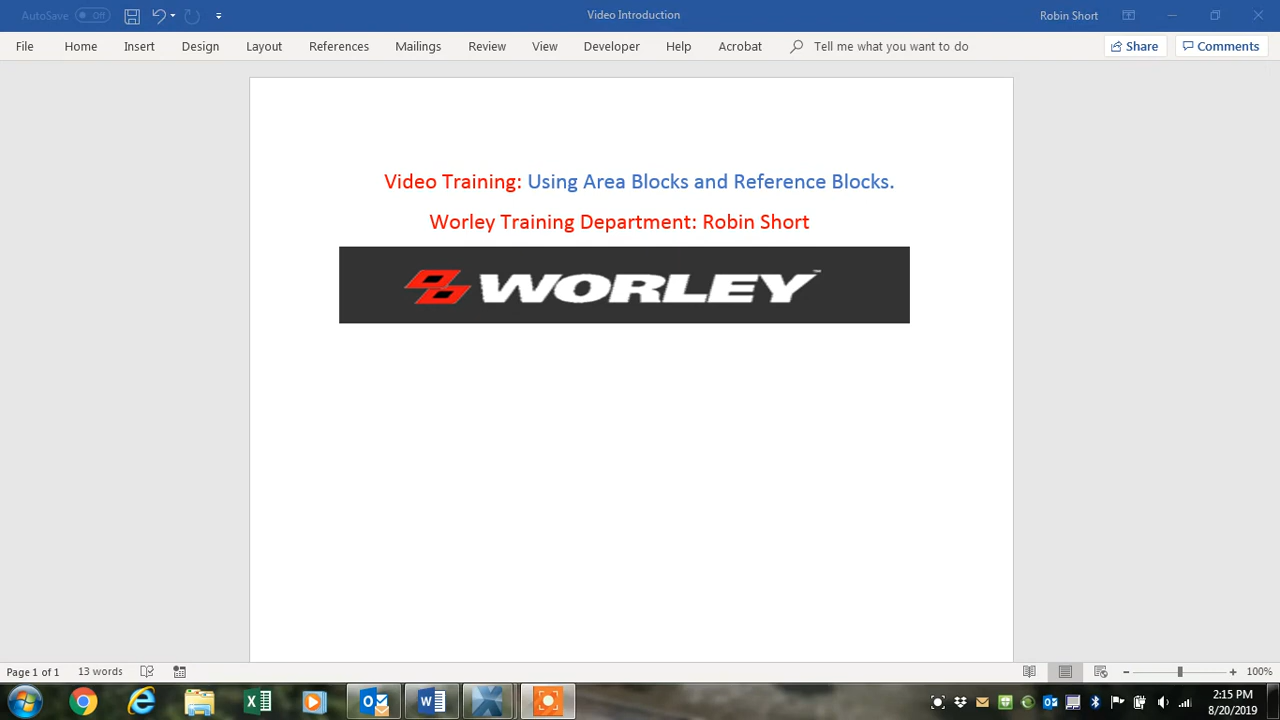 AutoSave Off
Video Introduction
Robin Short
File Home Insert Design Layout References Mailings Review View Developer Help Acrobat Tell me what you want to do Share Comments
Video Training: Using Area Blocks and Reference Blocks.
Worley Training Department: Robin Short
WORLEY™
Page 1 of 1 13 words 100%
2:15 PM
8/20/2019